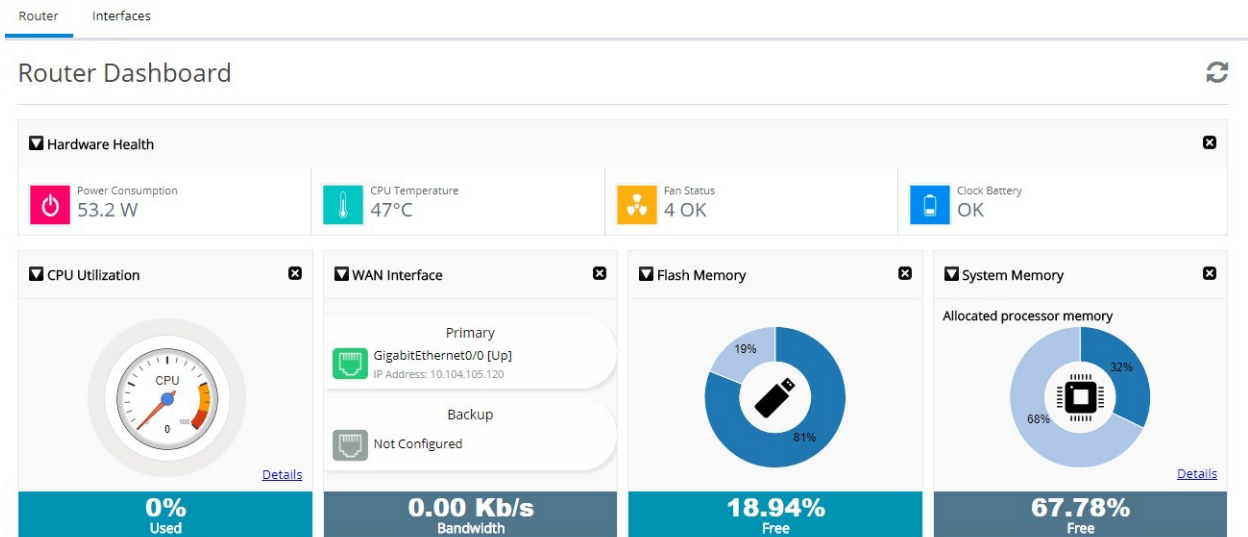 Router Interfaces
Router Dashboard
Hardware Health
Power Consumption
53.2 W
CPU Temperature
47°C
Fan Status
4 OK
Clock Battery
OK
CPU Utilization
CPU
0
100
Details
0%
Used
WAN Interface
Primary
GigabitEthernet0/0 [Up]
IP Address: 10.104.105.120
Backup
Not Configured
0.00 Kb/s
Bandwidth
Flash Memory
19%
81%
18.94%
Free
System Memory
Allocated processor memory
32%
68%
Details
67.78%
Free